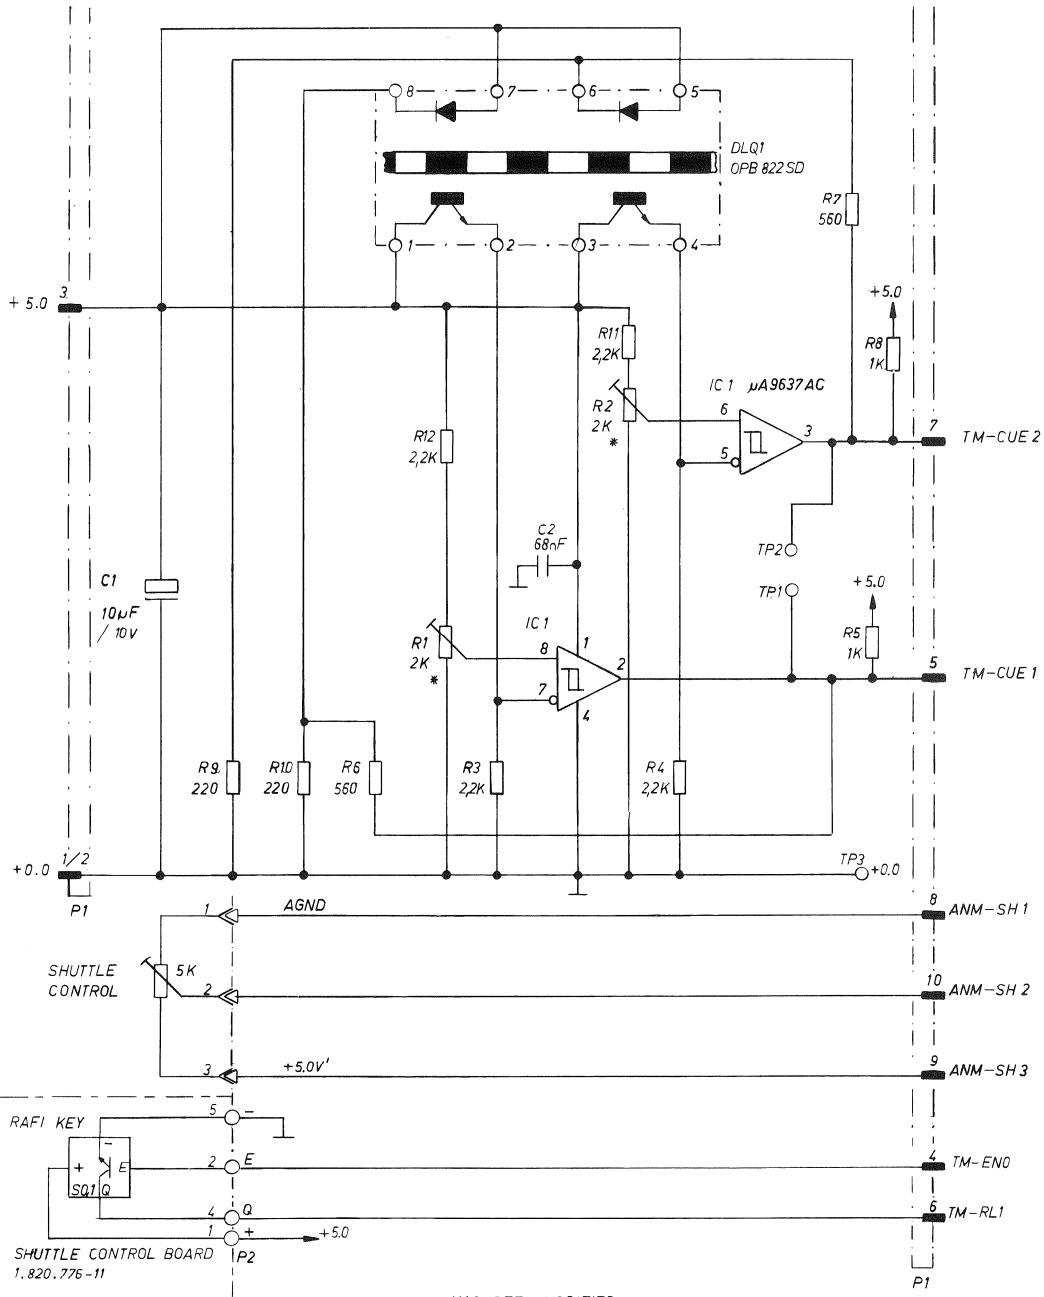 8
7
6
5
DLQ1
OPB 822 SD
R7
560
1
2
3
4
+5.0
3
+5.0
R11
2,2K
R8
1K
IC 1 µA9637AC
6
R2
2K
*
3
7
TM-CUE 2
R12
2,2K
5
C2
68nF
TP2
C1
10µF
/ 10V
TP1
+5.0
IC 1
R1
2K
*
8
1
2
R5
1K
5
TM-CUE 1
7
4
R9
220
R10
220
R6
560
R3
2,2K
R4
2,2K
+0.0
1/2
TP3
+0.0
P1
1
AGND
8
ANM-SH 1
SHUTTLE
CONTROL
5K
2
10
ANM-SH 2
3
+5.0V'
9
ANM-SH 3
RAFI KEY
5
-
-
+
E
SQ1
Q
2
E
4
TM-EN0
4
Q
6
TM-RL1
1
+
+5.0
SHUTTLE CONTROL BOARD
1.820.776-11
P2
P1